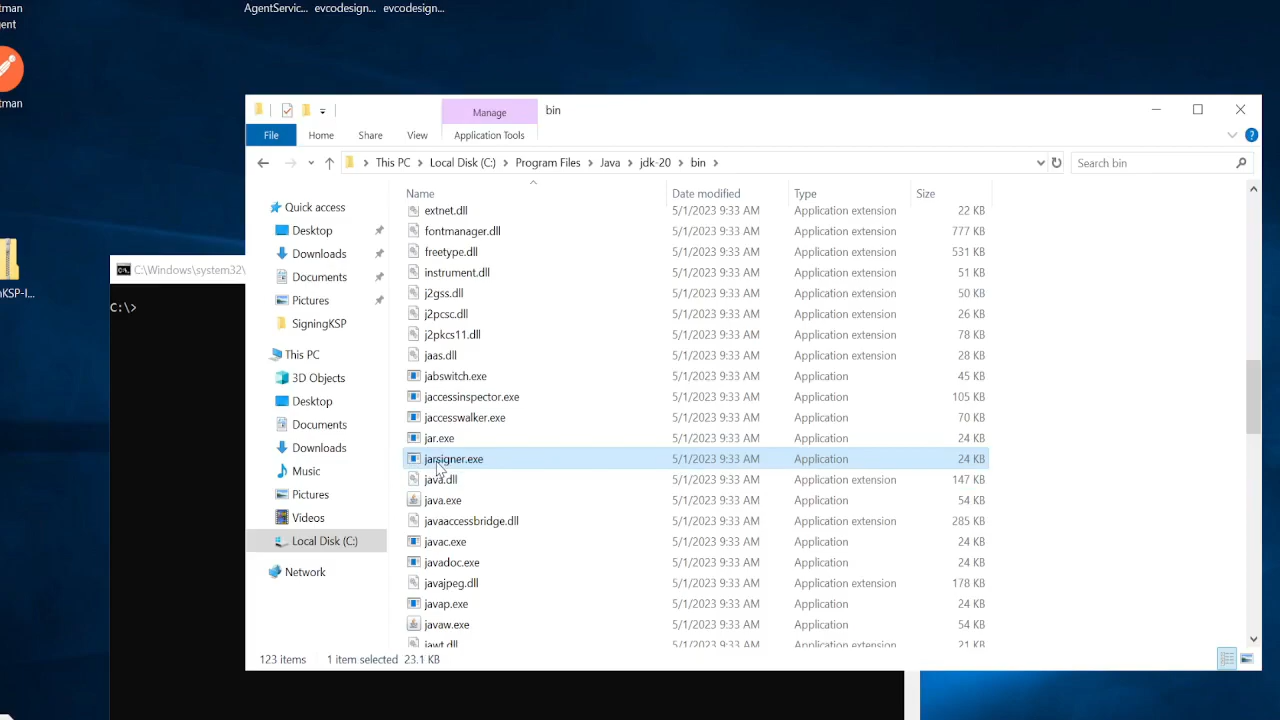 tman
gent
AgentServic... evcodesign... evcodesign...
tman
nKSP-I...
C:\Windows\system32\
C:\>
Manage
bin
File
Home
Share
View
Application Tools
This PC
Local Disk (C:)
Program Files
Java
jdk-20
bin
Search bin
Quick access
Desktop
Downloads
Documents
Pictures
SigningKSP
This PC
3D Objects
Desktop
Documents
Downloads
Music
Pictures
Videos
Local Disk (C:)
Network
Name Date modified Type Size
extnet.dll 5/1/2023 9:33 AM Application extension 22 KB
fontmanager.dll 5/1/2023 9:33 AM Application extension 777 KB
freetype.dll 5/1/2023 9:33 AM Application extension 531 KB
instrument.dll 5/1/2023 9:33 AM Application extension 51 KB
j2gss.dll 5/1/2023 9:33 AM Application extension 50 KB
j2pcsc.dll 5/1/2023 9:33 AM Application extension 26 KB
j2pkcs11.dll 5/1/2023 9:33 AM Application extension 78 KB
jaas.dll 5/1/2023 9:33 AM Application extension 28 KB
jabswitch.exe 5/1/2023 9:33 AM Application 45 KB
jaccessinspector.exe 5/1/2023 9:33 AM Application 105 KB
jaccesswalker.exe 5/1/2023 9:33 AM Application 70 KB
jar.exe 5/1/2023 9:33 AM Application 24 KB
jarsigner.exe 5/1/2023 9:33 AM Application 24 KB
java.dll 5/1/2023 9:33 AM Application extension 147 KB
java.exe 5/1/2023 9:33 AM Application 54 KB
javaaccessbridge.dll 5/1/2023 9:33 AM Application extension 285 KB
javac.exe 5/1/2023 9:33 AM Application 24 KB
javadoc.exe 5/1/2023 9:33 AM Application 24 KB
javajpeg.dll 5/1/2023 9:33 AM Application extension 178 KB
javap.exe 5/1/2023 9:33 AM Application 24 KB
javaw.exe 5/1/2023 9:33 AM Application 54 KB
jawt.dll 5/1/2023 9:33 AM Application extension 21 KB
123 items 1 item selected 23.1 KB